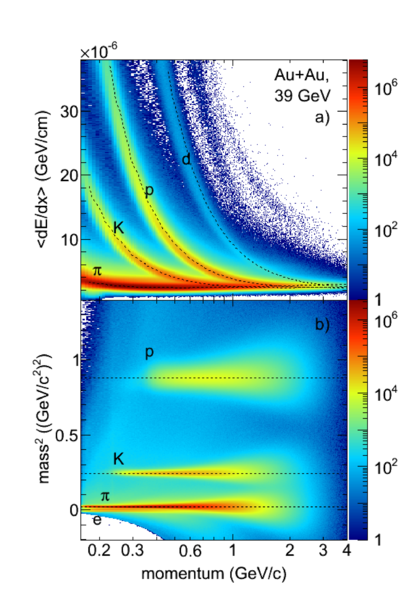 ×10⁻⁶
Au+Au,
39 GeV
a)
10⁶
30
<dE/dx> (GeV/cm)
20
10⁴
d
p
K
10
10²
π
1
b)
10⁶
p
1
mass² ((GeV/c²)²)
10⁴
0.5
K
10²
π
0
e
1
0.2 0.3 0.6 1 2 3 4
momentum (GeV/c)